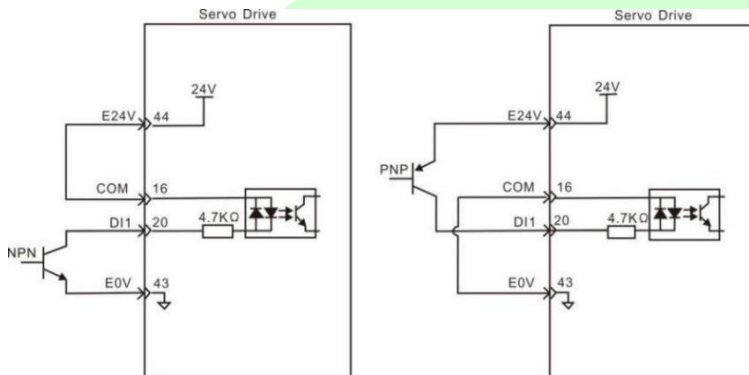 Servo Drive
24V
E24V 44
COM 16
DI1 20 4.7KΩ
NPN
E0V 43
Servo Drive
24V
E24V 44
PNP
COM 16
DI1 20 4.7KΩ
E0V 43